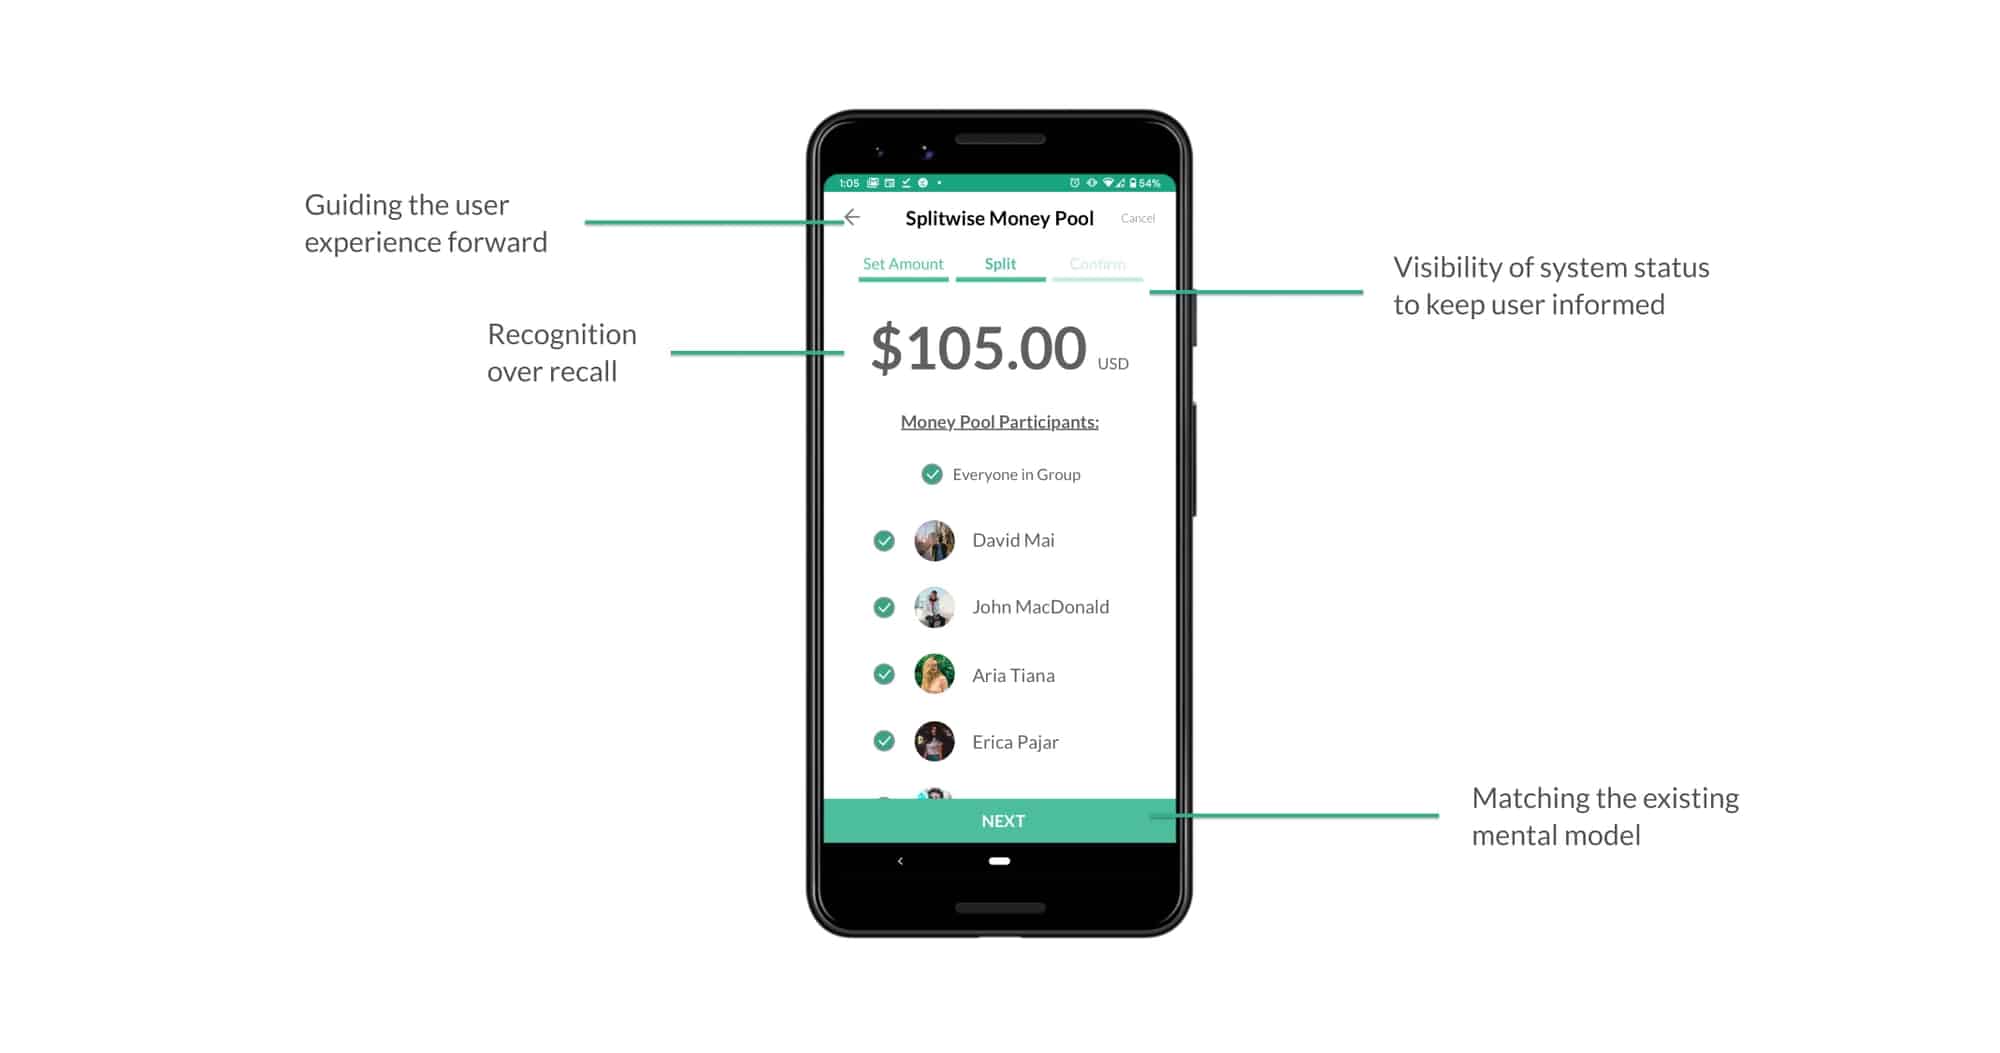 Guiding the user
experience forward
Recognition
over recall
1:05
54%
Splitwise Money Pool
Cancel
Set Amount
Split
Confirm
$105.00 USD
Money Pool Participants:
Everyone in Group
David Mai
John MacDonald
Aria Tiana
Erica Pajar
NEXT
Visibility of system status
to keep user informed
Matching the existing
mental model